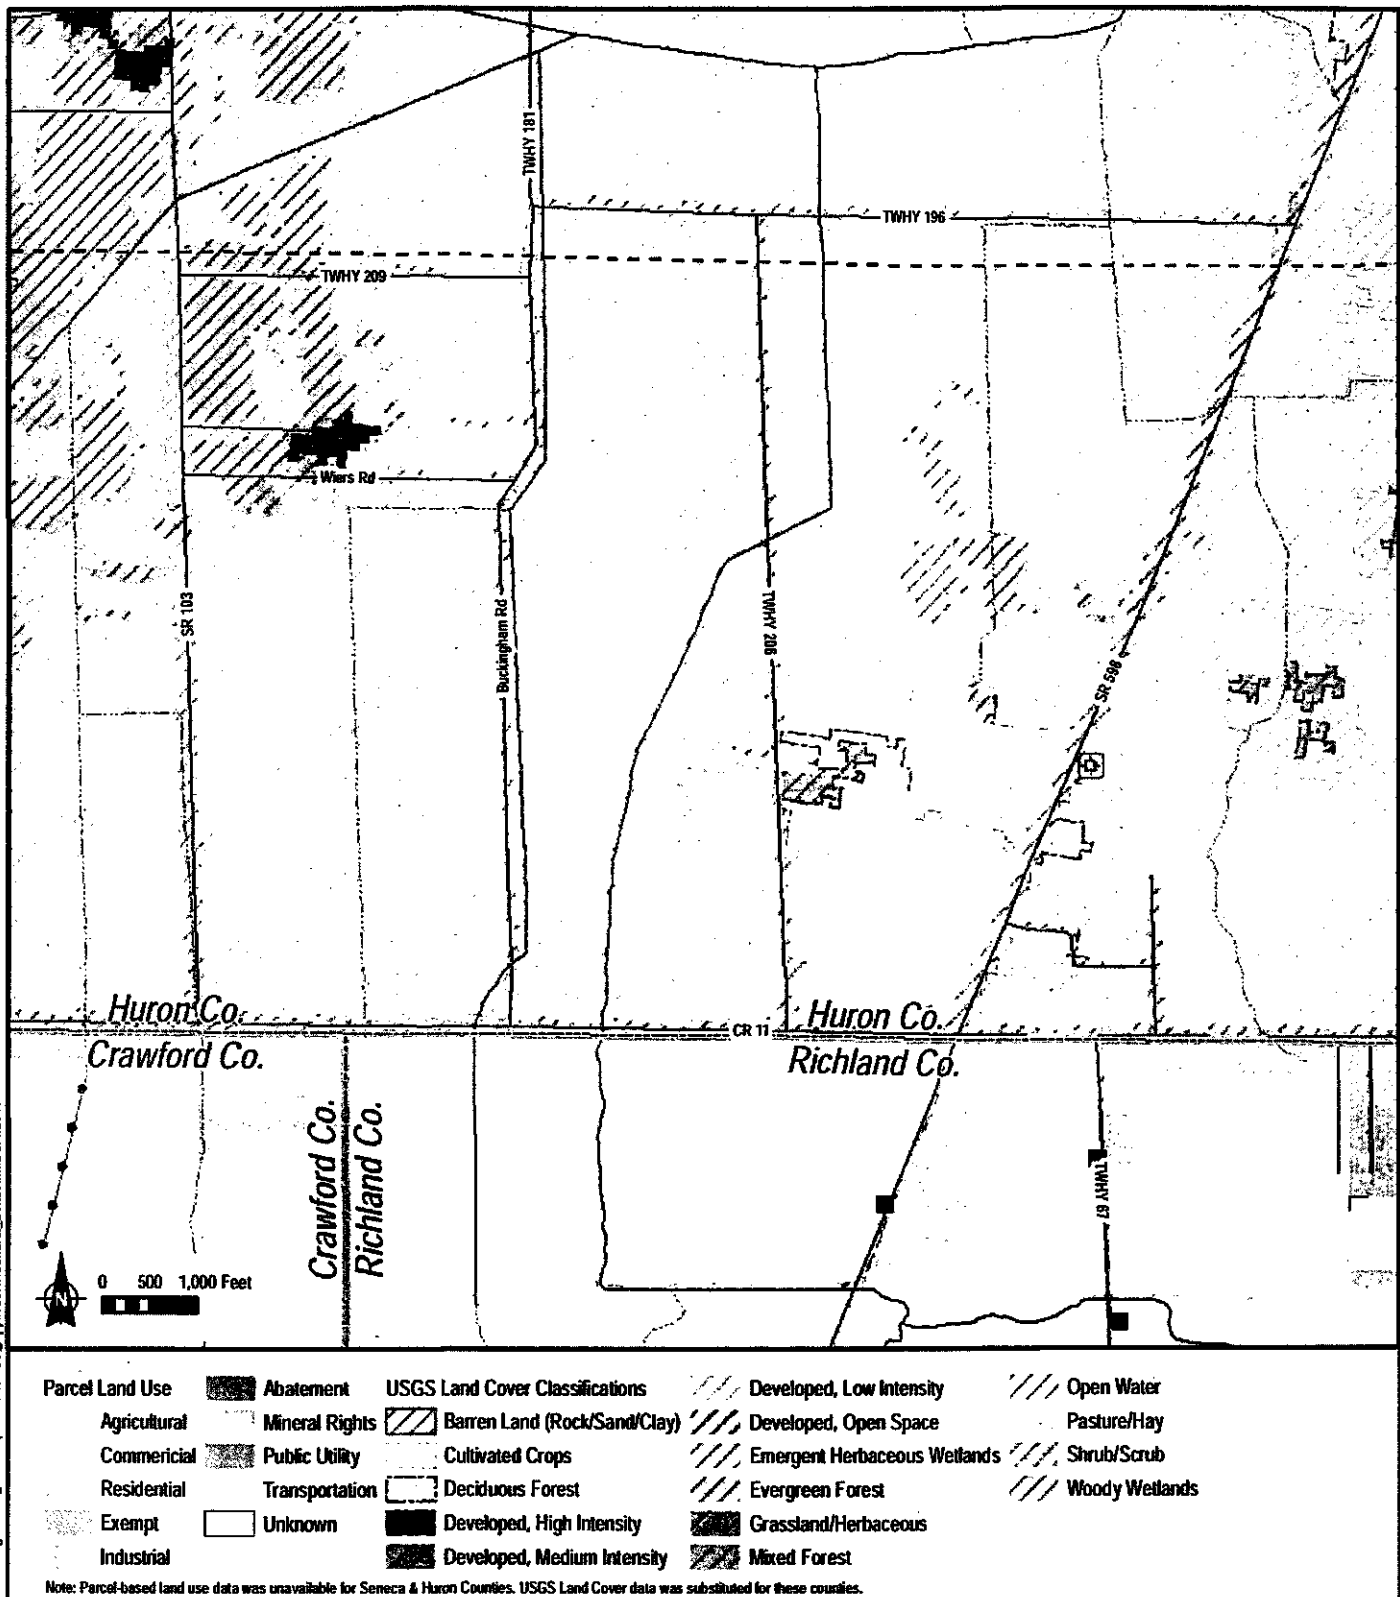 TWHY 181
TWHY 196
TWHY 209
Wiers Rd
SR 103
Buckingham Rd
TWHY 206
SR 598
Huron Co.
Huron Co.
CR 11
Crawford Co.
Richland Co.
Crawford Co.
Richland Co.
TWHY 67
N
0 500 1,000 Feet
Parcel Land Use
Agricultural
Commericial
Residential
Exempt
Industrial
Abatement
Mineral Rights
Public Utility
Transportation
Unknown
USGS Land Cover Classifications
Barren Land (Rock/Sand/Clay)
Cultivated Crops
Deciduous Forest
Developed, High Intensity
Developed, Medium Intensity
Developed, Low Intensity
Developed, Open Space
Emergent Herbaceous Wetlands
Evergreen Forest
Grassland/Herbaceous
Mixed Forest
Open Water
Pasture/Hay
Shrub/Scrub
Woody Wetlands
Note: Parcel-based land use data was unavailable for Seneca & Huron Counties. USGS Land Cover data was substituted for these counties.